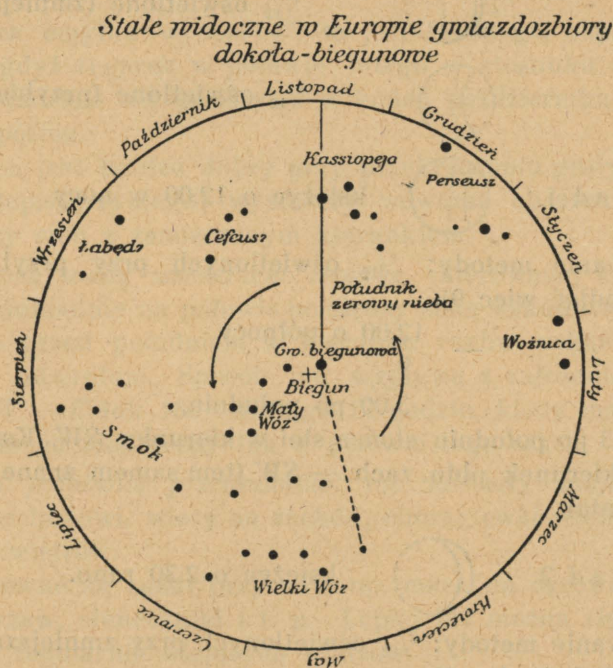 Stale widoczne w Europie gwiazdozbiory
dokoła-biegunowe
Listopad
Październik
Grudzień
Kassiopeja
Perseusz
Wrzesień
Styczeń
Łabędź
Cefeusz
Południk
zerowy nieba
Woźnica
Gw. biegunowa
Sierpień
Biegun
Luty
Mały
Wóz
Smok
Lipiec
Marzec
Wielki Wóz
Czerwiec
Kwiecień
Maj